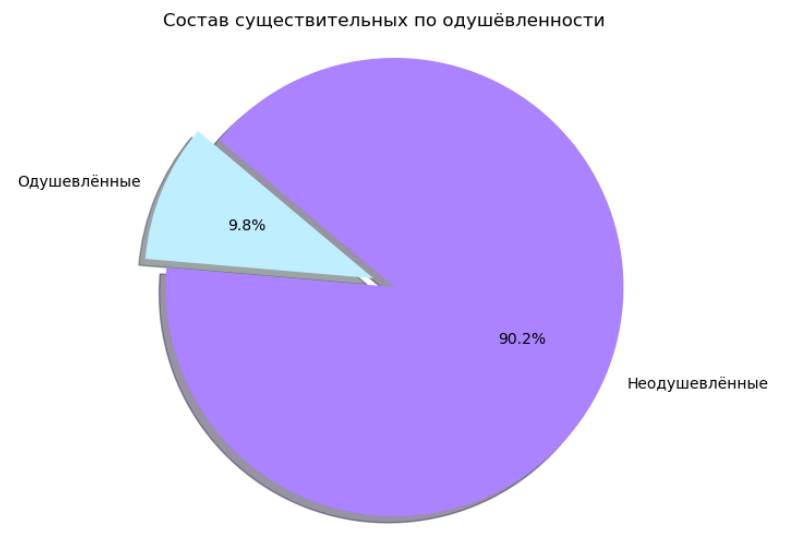 Состав существительных по одушёвленности
Одушевлённые
9.8%
90.2%
Неодушевлённые